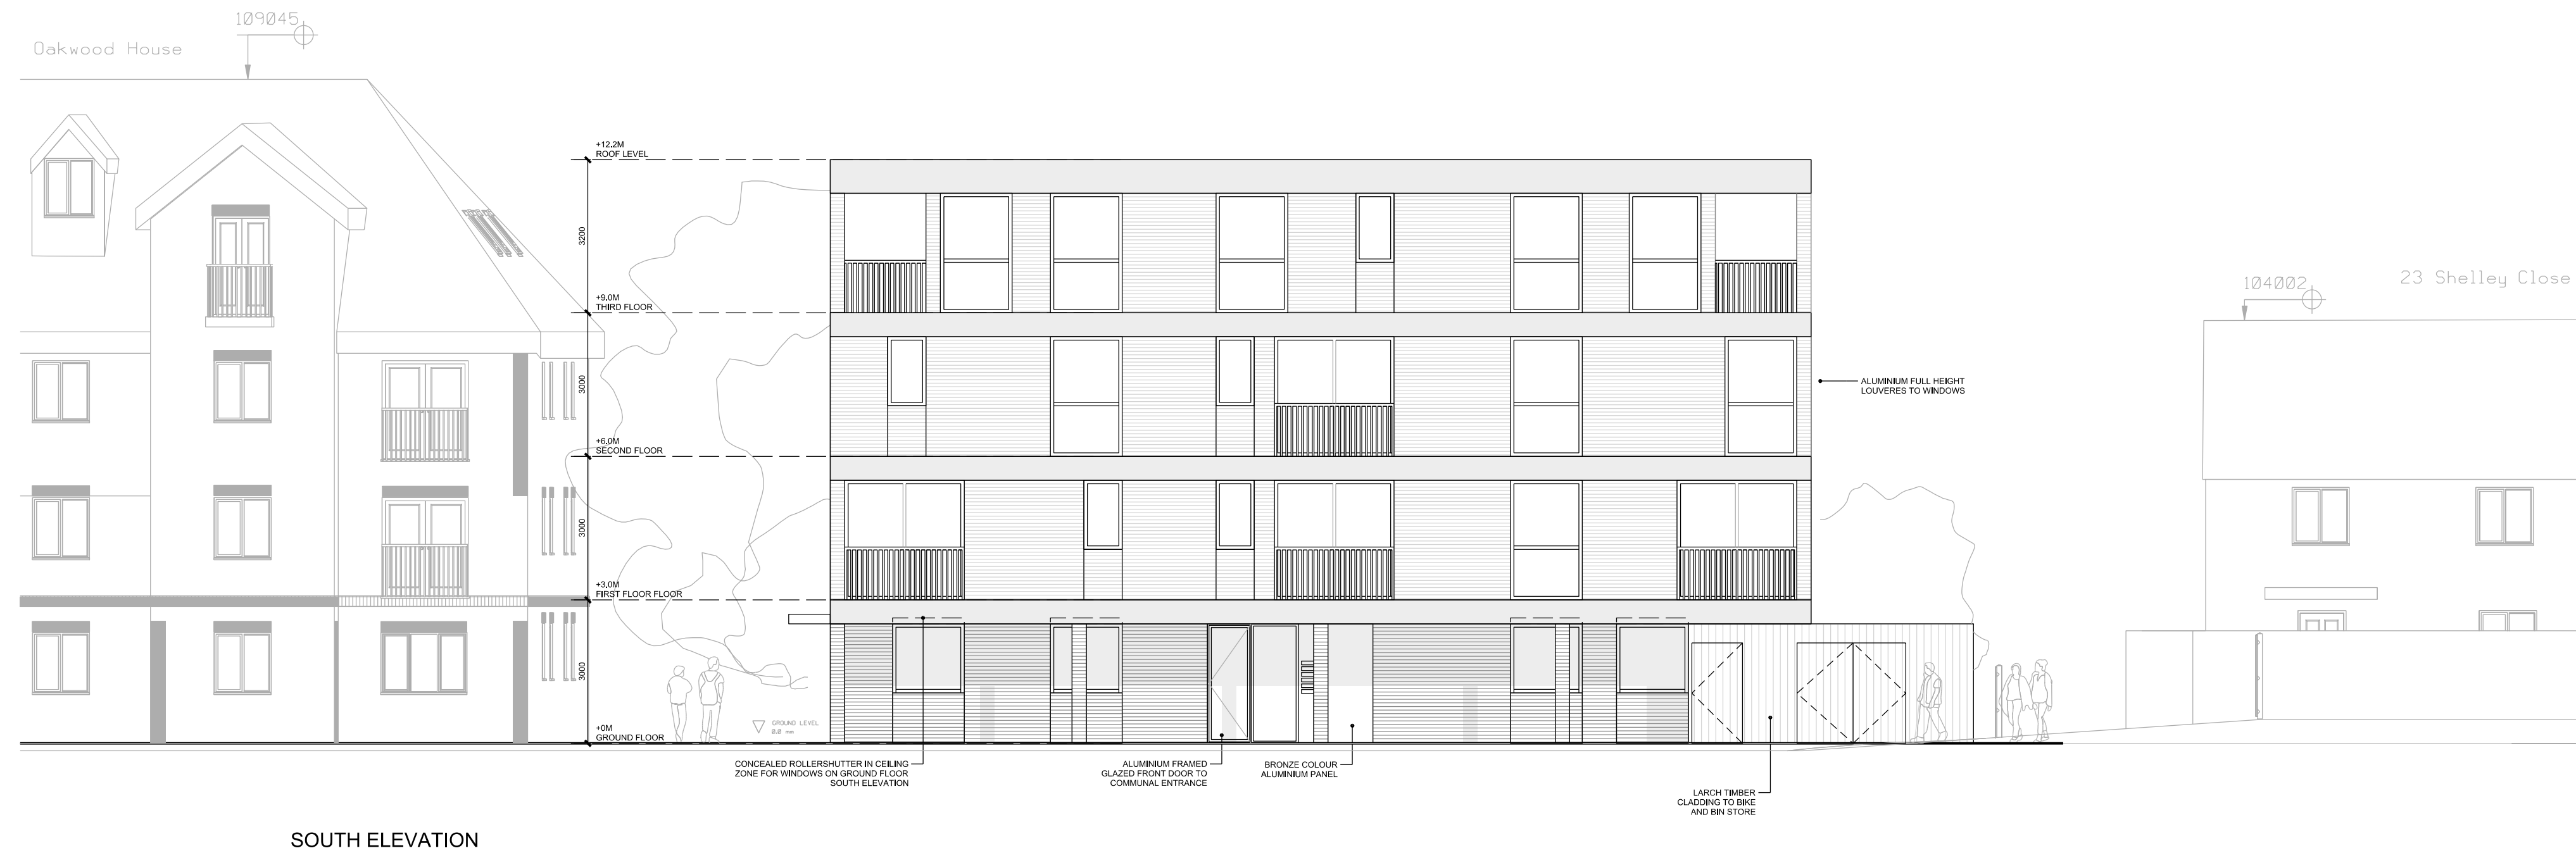 109045
Oakwood House
+12.2M
ROOF LEVEL
3200
+9.0M
THIRD FLOOR
104002
23 Shelley Close
3000
ALUMINIUM FULL HEIGHT
LOUVERES TO WINDOWS
+6.0M
SECOND FLOOR
3000
+3.0M
FIRST FLOOR FLOOR
3000
GROUND LEVEL
0.0 mm
+0M
GROUND FLOOR
CONCEALED ROLLERSHUTTER IN CEILING
ZONE FOR WINDOWS ON GROUND FLOOR
SOUTH ELEVATION
ALUMINIUM FRAMED
GLAZED FRONT DOOR TO
COMMUNAL ENTRANCE
BRONZE COLOUR
ALUMINIUM PANEL
LARCH TIMBER
CLADDING TO BIKE
AND BIN STORE
SOUTH ELEVATION